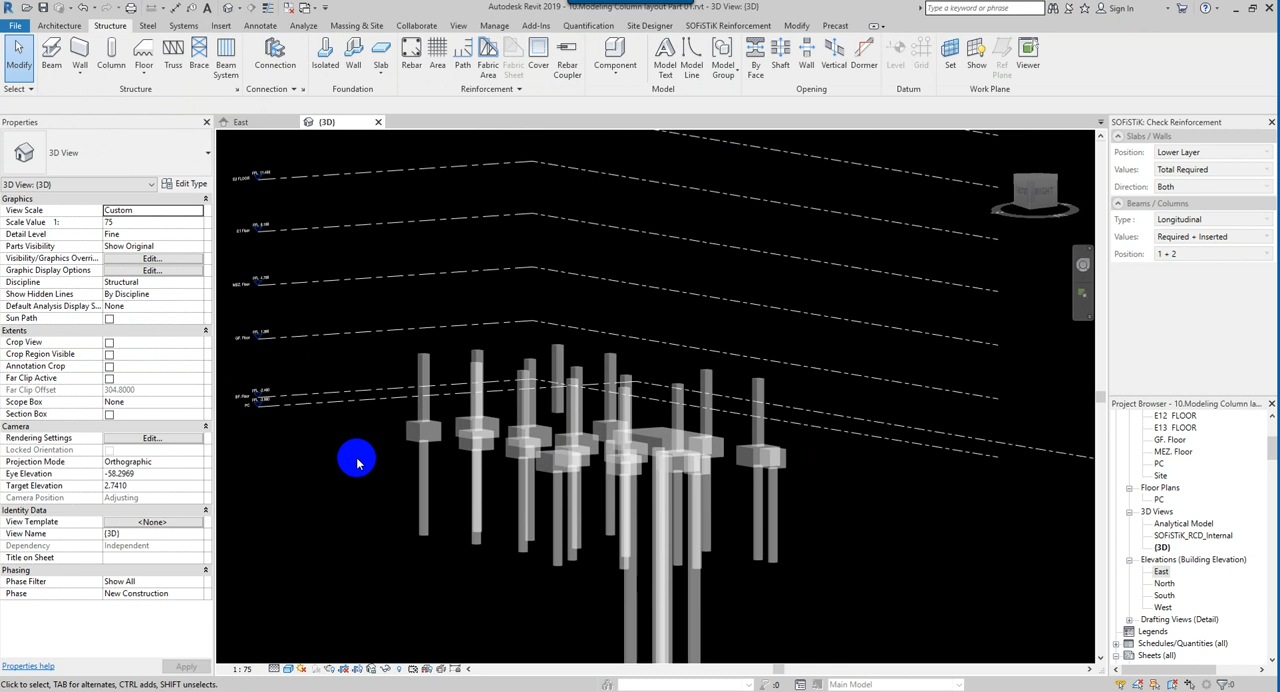 Autodesk Revit 2019 - 10.Modeling Column layout Part 01.rvt - 3D View: {3D}
Type a keyword or phrase
Sign In
File Architecture Structure Steel Systems Insert Annotate Analyze Massing & Site Collaborate View Manage Add-Ins Quantification Site Designer SOFiSTiK Reinforcement Modify Precast
Modify Beam Wall Column Floor Truss Brace Beam System Connection Isolated Wall Slab Rebar Area Path Fabric Area Fabric Sheet Cover Rebar Coupler Component Model Text Model Line Model Group By Face Shaft Wall Vertical Dormer Level Grid Set Show Ref Plane Viewer
Select Structure Connection Foundation Reinforcement Model Opening Datum Work Plane
Properties
East
{3D}
3D View
3D View: {3D}
Edit Type
Graphics
View Scale Custom
Scale Value 1: 75
Detail Level Fine
Parts Visibility Show Original
Visibility/Graphics Overri... Edit...
Graphic Display Options Edit...
Discipline Structural
Show Hidden Lines By Discipline
Default Analysis Display S... None
Sun Path
Extents
Crop View
Crop Region Visible
Annotation Crop
Far Clip Active
Far Clip Offset 304.8000
Scope Box None
Section Box
Camera
Rendering Settings Edit...
Locked Orientation
Projection Mode Orthographic
Eye Elevation -58.2969
Target Elevation 2.7410
Camera Position Adjusting
Identity Data
View Template <None>
View Name {3D}
Dependency Independent
Title on Sheet
Phasing
Phase Filter Show All
Phase New Construction
Properties help
Apply
MEZ. Floor
GF. Floor
PC
RIGHT
SOFiSTiK: Check Reinforcement
Slabs / Walls
Position: Lower Layer
Values: Total Required
Direction: Both
Beams / Columns
Type : Longitudinal
Values: Required + Inserted
Position: 1 + 2
Project Browser - 10.Modeling Column la...
E12 FLOOR
E13 FLOOR
GF. Floor
MEZ. Floor
PC
Site
Floor Plans
PC
3D Views
Analytical Model
SOFiSTiK_RCD_Internal
{3D}
Elevations (Building Elevation)
East
North
South
West
Drafting Views (Detail)
Legends
Schedules/Quantities (all)
Sheets (all)
1 : 75
Click to select, TAB for alternates, CTRL adds, SHIFT unselects.
:0
Main Model
:0